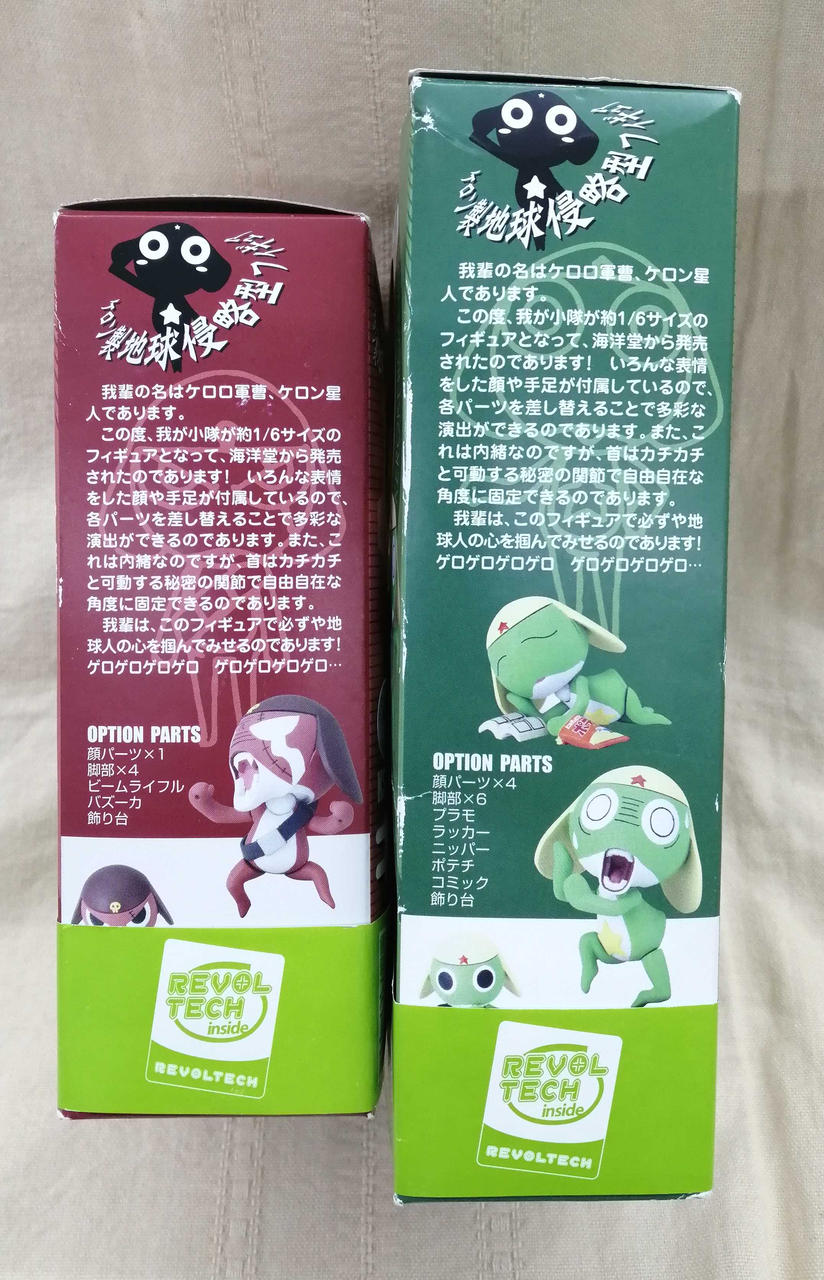 ケロン製地球侵略型フィギュア
我輩の名はケロロ軍曹、ケロン星
人であります。
この度、我が小隊が約1/6サイズの
フィギュアとなって、海洋堂から発売
されたのであります! いろんな表情
をした顔や手足が付属しているので、
各パーツを差し替えることで多彩な
演出ができるのであります。また、こ
れは内緒なのですが、首はカチカチ
と可動する秘密の関節で自由自在な
角度に固定できるのであります。
我輩は、このフィギュアで必ずや地
球人の心を掴んでみせるのであります!
ゲロゲロゲロゲロ ゲロゲロゲロゲロ…
OPTION PARTS
顔パーツ×1
脚部×4
ビームライフル
バズーカ
飾り台
REVOL
TECH
inside
REVOLTECH
ケロン製地球侵略型フィギュア
我輩の名はケロロ軍曹、ケロン星
人であります。
この度、我が小隊が約1/6サイズの
フィギュアとなって、海洋堂から発売
されたのであります! いろんな表情
をした顔や手足が付属しているので、
各パーツを差し替えることで多彩な
演出ができるのであります。また、こ
れは内緒なのですが、首はカチカチ
と可動する秘密の関節で自由自在な
角度に固定できるのであります。
我輩は、このフィギュアで必ずや地
球人の心を掴んでみせるのであります!
ゲロゲロゲロゲロ ゲロゲロゲロゲロ…
OPTION PARTS
顔パーツ×4
脚部×6
プラモ
ラッカー
ニッパー
ポテチ
コミック
飾り台
REVOL
TECH
inside
REVOLTECH